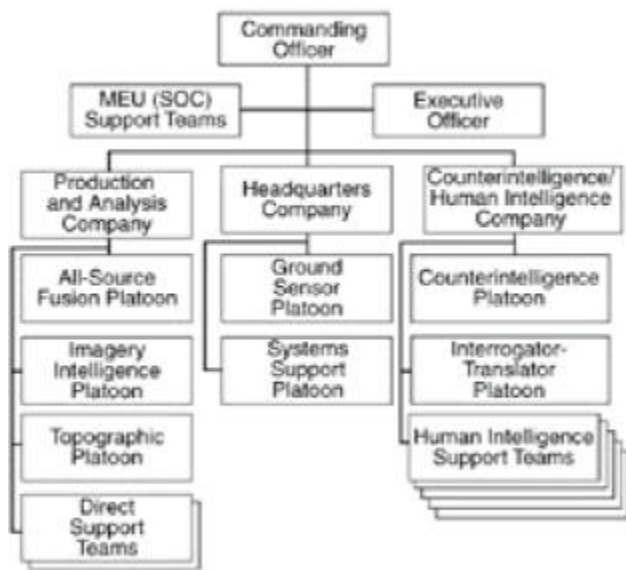 Commanding
Officer
MEU (SOC)
Support Teams
Executive
Officer
Production
and Analysis
Company
Headquarters
Company
Counterintelligence/
Human Intelligence
Company
All-Source
Fusion Platoon
Ground
Sensor
Platoon
Counterintelligence
Platoon
Imagery
Intelligence
Platoon
Systems
Support
Platoon
Interrogator-
Translator
Platoon
Topographic
Platoon
Human Intelligence
Support Teams
Direct
Support
Teams